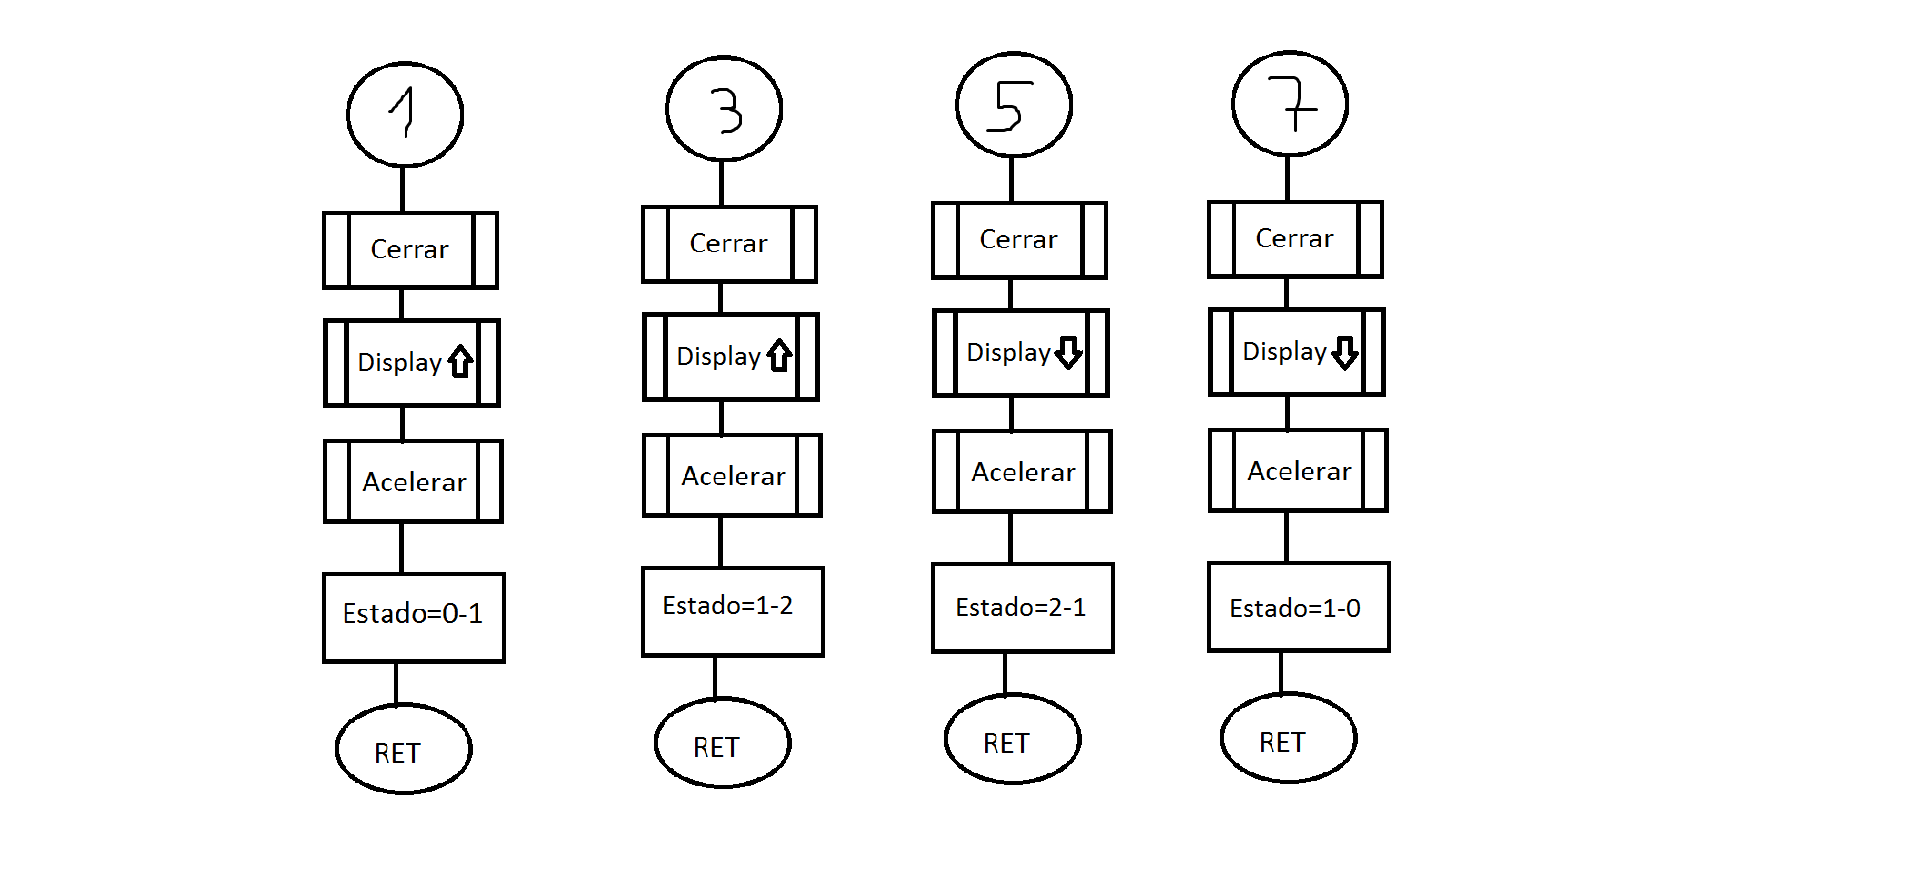 1
Cerrar
Display
Acelerar
Estado=0-1
RET
3
Cerrar
Display
Acelerar
Estado=1-2
RET
5
Cerrar
Display
Acelerar
Estado=2-1
RET
7
Cerrar
Display
Acelerar
Estado=1-0
RET